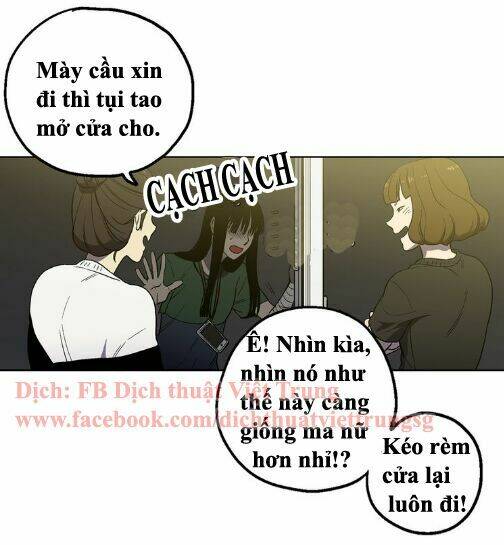 Mày cầu xin
đi thì tụi tao
mở cửa cho.
CẠCH CẠCH
Ê! Nhìn kìa,
nhìn nó như
thế này càng
giống ma nữ
hơn nhỉ!?
Dịch: FB Dịch thuật Việt Trung
www.facebook.com/dichthuatviettrungsg
Kéo rèm
cửa lại
luôn đi!